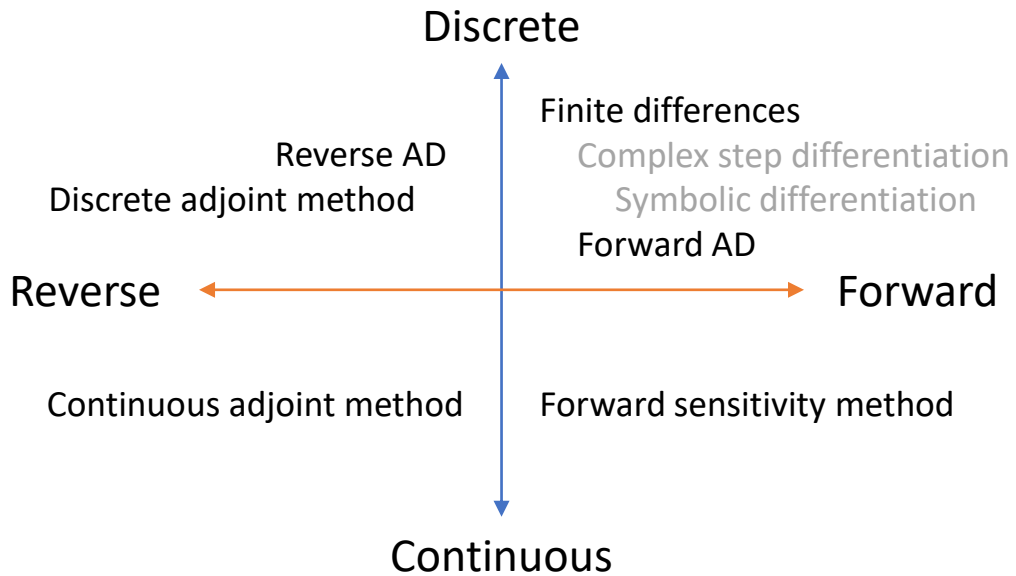 Discrete
Finite differences
Reverse AD
Complex step differentiation
Discrete adjoint method
Symbolic differentiation
Forward AD
Reverse
Forward
Continuous adjoint method
Forward sensitivity method
Continuous